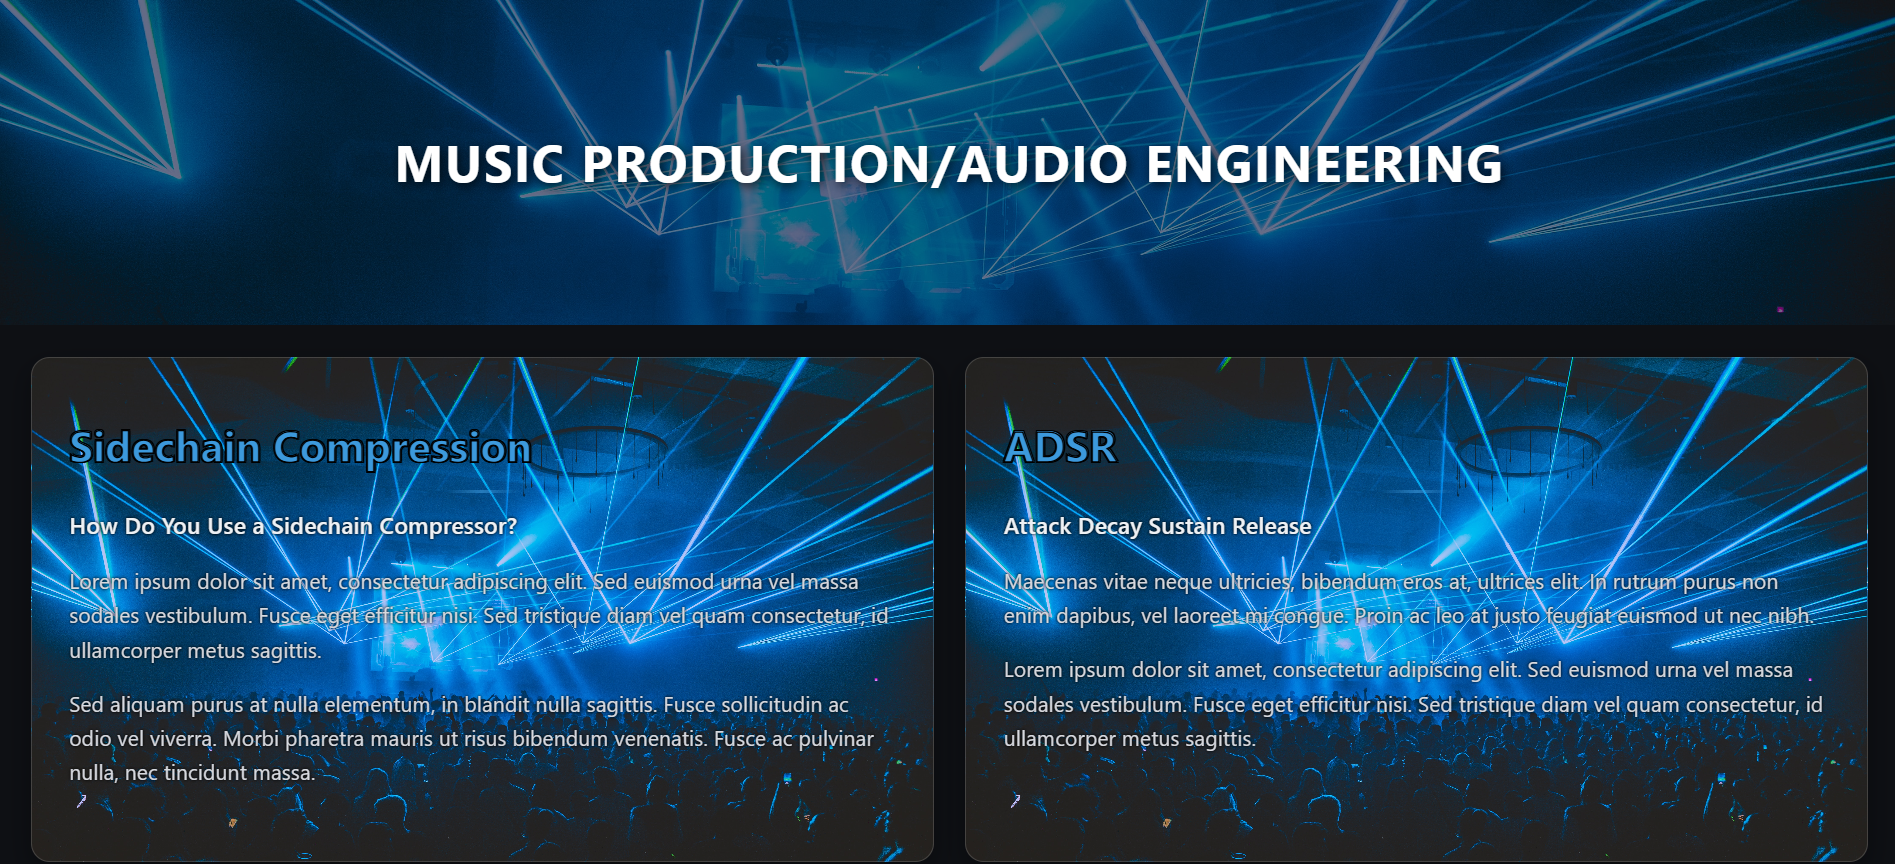 MUSIC PRODUCTION/AUDIO ENGINEERING
Sidechain Compression
How Do You Use a Sidechain Compressor?
Lorem ipsum dolor sit amet, consectetur adipiscing elit. Sed euismod urna vel massa
sodales vestibulum. Fusce eget efficitur nisi. Sed tristique diam vel quam consectetur, id
ullamcorper metus sagittis.
Sed aliquam purus at nulla elementum, in blandit nulla sagittis. Fusce sollicitudin ac
odio vel viverra. Morbi pharetra mauris ut risus bibendum venenatis. Fusce ac pulvinar
nulla, nec tincidunt massa.
ADSR
Attack Decay Sustain Release
Maecenas vitae neque ultricies, bibendum eros at, ultrices elit. In rutrum purus non
enim dapibus, vel laoreet mi congue. Proin ac leo at justo feugiat euismod ut nec nibh.
Lorem ipsum dolor sit amet, consectetur adipiscing elit. Sed euismod urna vel massa
sodales vestibulum. Fusce eget efficitur nisi. Sed tristique diam vel quam consectetur, id
ullamcorper metus sagittis.